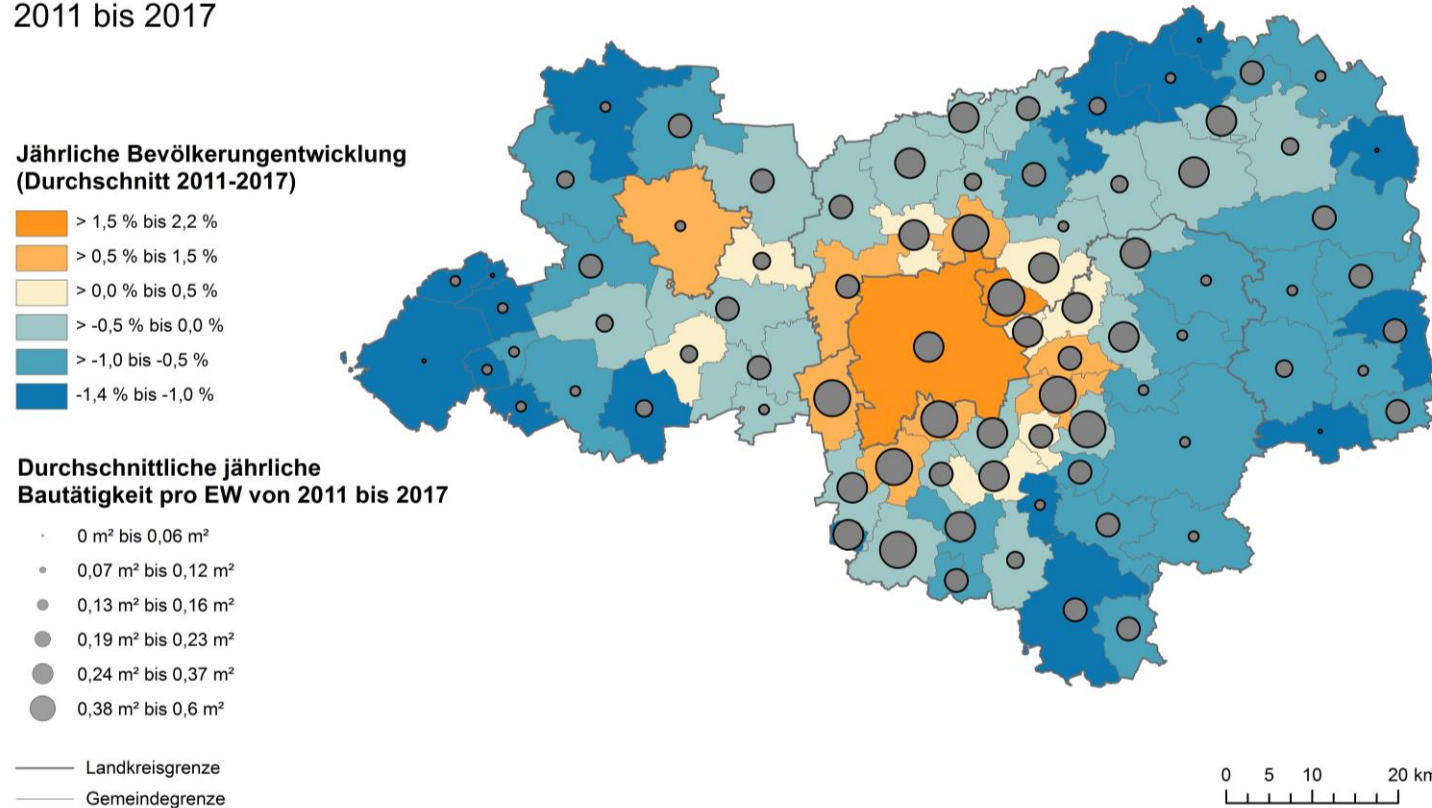 2011 bis 2017
Jährliche Bevölkerungentwicklung
(Durchschnitt 2011-2017)
> 1,5 % bis 2,2 %
> 0,5 % bis 1,5 %
> 0,0 % bis 0,5 %
> -0,5 % bis 0,0 %
> -1,0 bis -0,5 %
-1,4 % bis -1,0 %
Durchschnittliche jährliche
Bautätigkeit pro EW von 2011 bis 2017
0 m² bis 0,06 m²
0,07 m² bis 0,12 m²
0,13 m² bis 0,16 m²
0,19 m² bis 0,23 m²
0,24 m² bis 0,37 m²
0,38 m² bis 0,6 m²
Landkreisgrenze
Gemeindegrenze
0 5 10 20 km